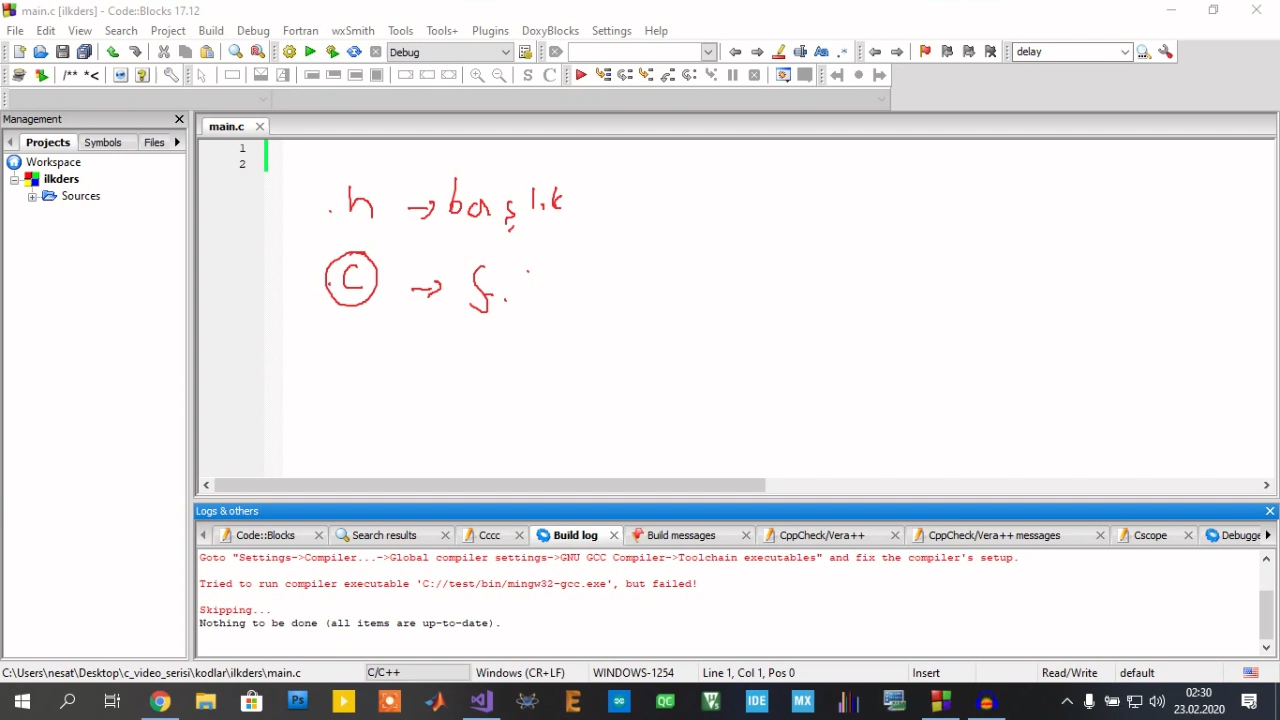 main.c [ilkders] - Code::Blocks 17.12
File Edit View Search Project Build Debug Fortran wxSmith Tools Tools+ Plugins DoxyBlocks Settings Help
Debug
delay
/** *<
S C
Management
main.c
Projects Symbols Files
1
2
Workspace
ilkders
Sources
.h → başlık
.C → f.
Logs & others
Code::Blocks Search results Cccc Build log Build messages CppCheck/Vera++ CppCheck/Vera++ messages Cscope Debugge
Goto "Settings->Compiler...->Global compiler settings->GNU GCC Compiler->Toolchain executables" and fix the compiler's setup.
Tried to run compiler executable 'C://test/bin/mingw32-gcc.exe', but failed!
Skipping...
Nothing to be done (all items are up-to-date).
C:\Users\nesat\Desktop\c_video_serisi\kodlar\ilkders\main.c C/C++ Windows (CR+LF) WINDOWS-1254 Line 1, Col 1, Pos 0 Insert Read/Write default
Ps QC IDE MX
02:30
23.02.2020